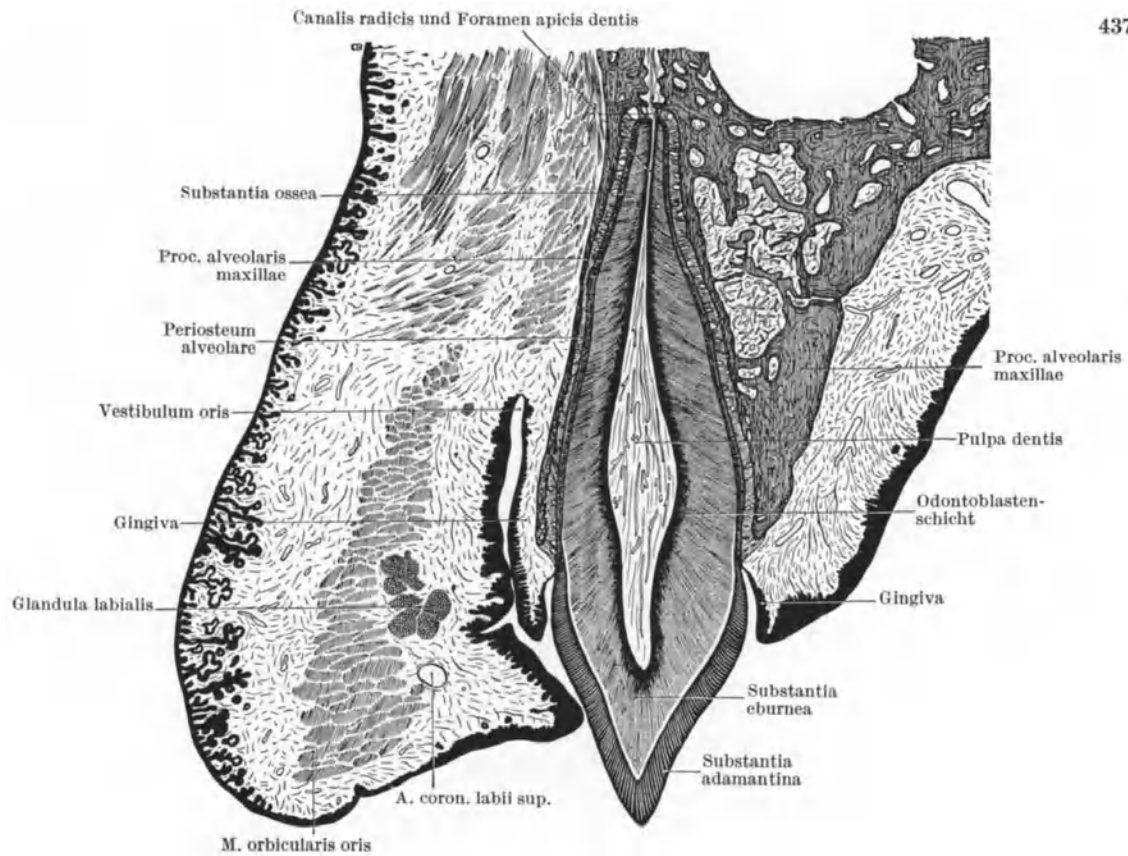 Canalis radicis und Foramen apicis dentis
437
Substantia ossea
Proc. alveolaris
maxillae
Periosteum
alveolare
Vestibulum oris
Gingiva
Glandula labialis
M. orbicularis oris
A. coron. labii sup.
Proc. alveolaris
maxillae
Pulpa dentis
Odontoblasten-
schicht
Gingiva
Substantia
eburnea
Substantia
adamantina